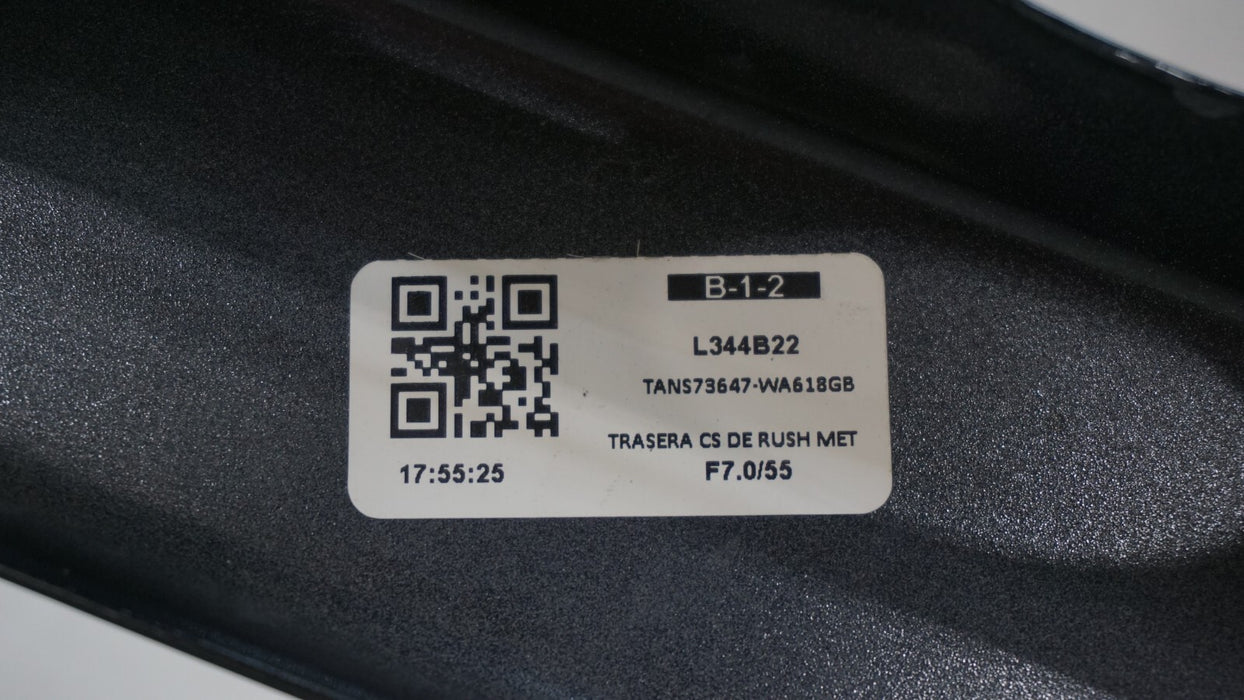 B-1-2
L344B22
TANS73647-WA618GB
TRASERA CS DE RUSH MET
17:55:25
F7.0/55